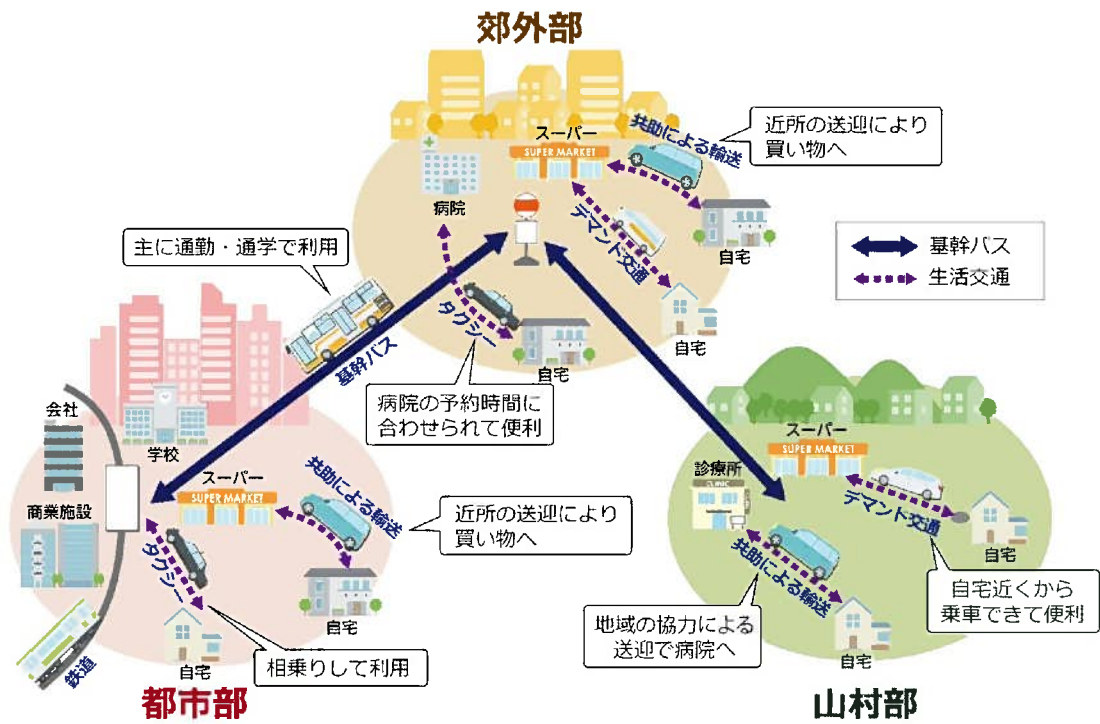 郊外部
スーパー
SUPER MARKET
共助による輸送
近所の送迎により
買い物へ
病院
デマンド交通
自宅
主に通勤・通学で利用
基幹バス
生活交通
タクシー
自宅
自宅
基幹バス
病院の予約時間に
合わせられて便利
会社
学校
商業施設
スーパー
SUPER MARKET
共助による輸送
近所の送迎により
買い物へ
タクシー
自宅
自宅
相乗りして利用
鉄道
都市部
スーパー
SUPER MARKET
診療所
CLINIC
デマンド交通
自宅
共助による輸送
自宅近くから
乗車できて便利
地域の協力による
送迎で病院へ
自宅
山村部